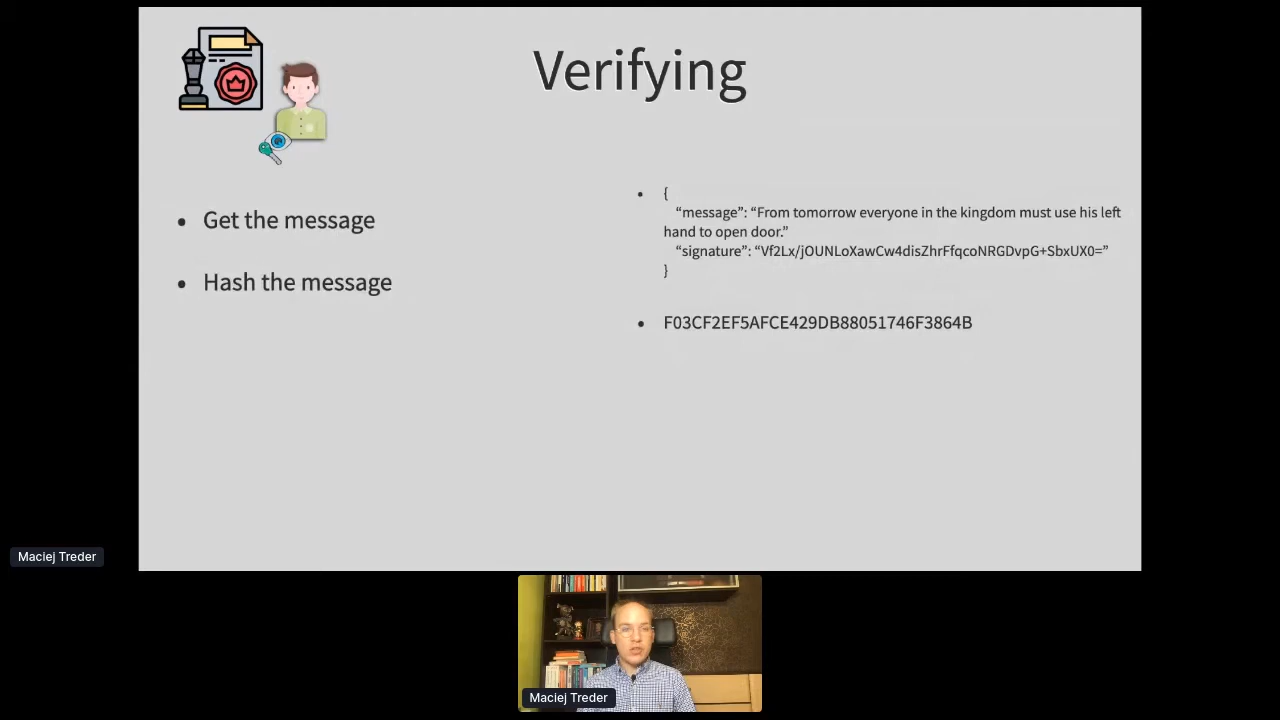 Verifying
• Get the message
• Hash the message
• {
“message”: “From tomorrow everyone in the kingdom must use his left
hand to open door.”
“signature”: “Vf2Lx/jOUNLoXawCw4disZhrFfqcoNRGDvpG+SbxUX0=”
}
• F03CF2EF5AFCE429DB88051746F3864B
Maciej Treder
Maciej Treder